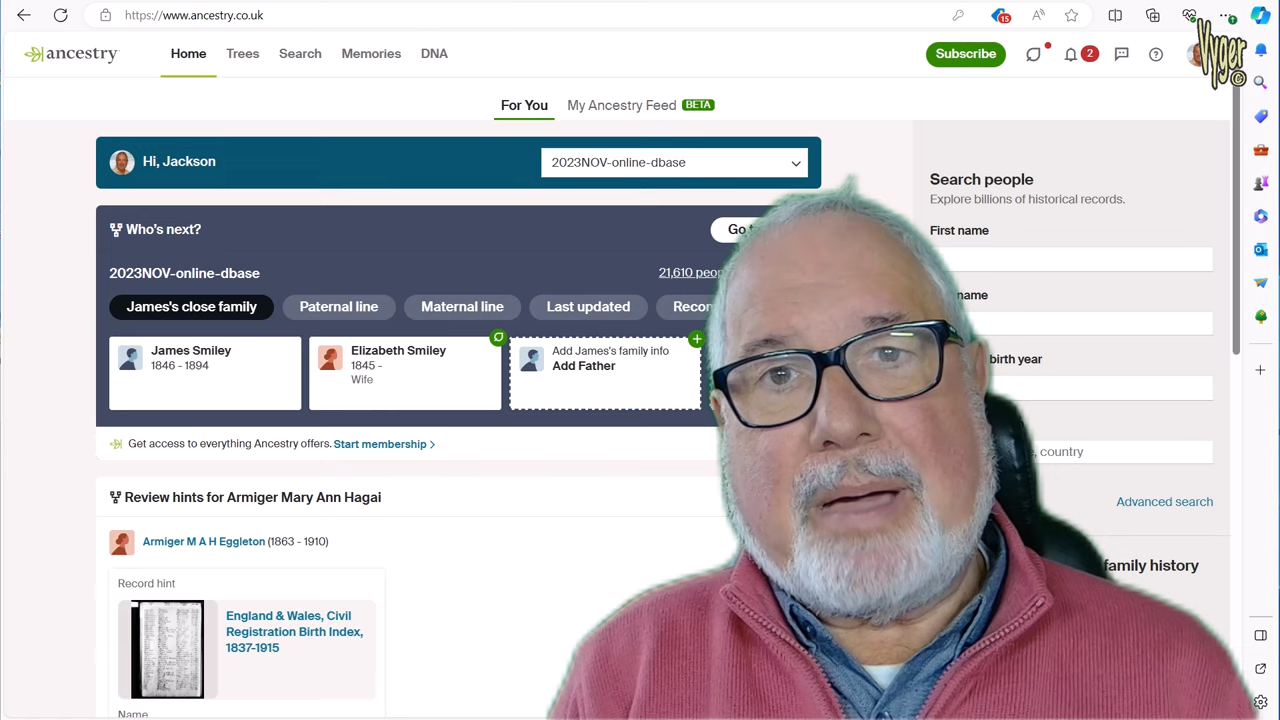 https://www.ancestry.co.uk
15
ancestry
Home
Trees
Search
Memories
DNA
Subscribe
2
Vyger©
For You
My Ancestry Feed BETA
Hi, Jackson
2023NOV-online-dbase
Search people
Explore billions of historical records.
First name
name
birth year
country
Advanced search
family history
Who's next?
Go
2023NOV-online-dbase
21,610
James's close family
Paternal line
Maternal line
Last updated
James Smiley
1846 - 1894
Elizabeth Smiley
1845 -
Wife
Add James's family info
Add Father
Get access to everything Ancestry offers. Start membership
Review hints for Armiger Mary Ann Hagai
Armiger M A H Eggleton (1863 - 1910)
Record hint
England & Wales, Civil
Registration Birth Index,
1837-1915
Name